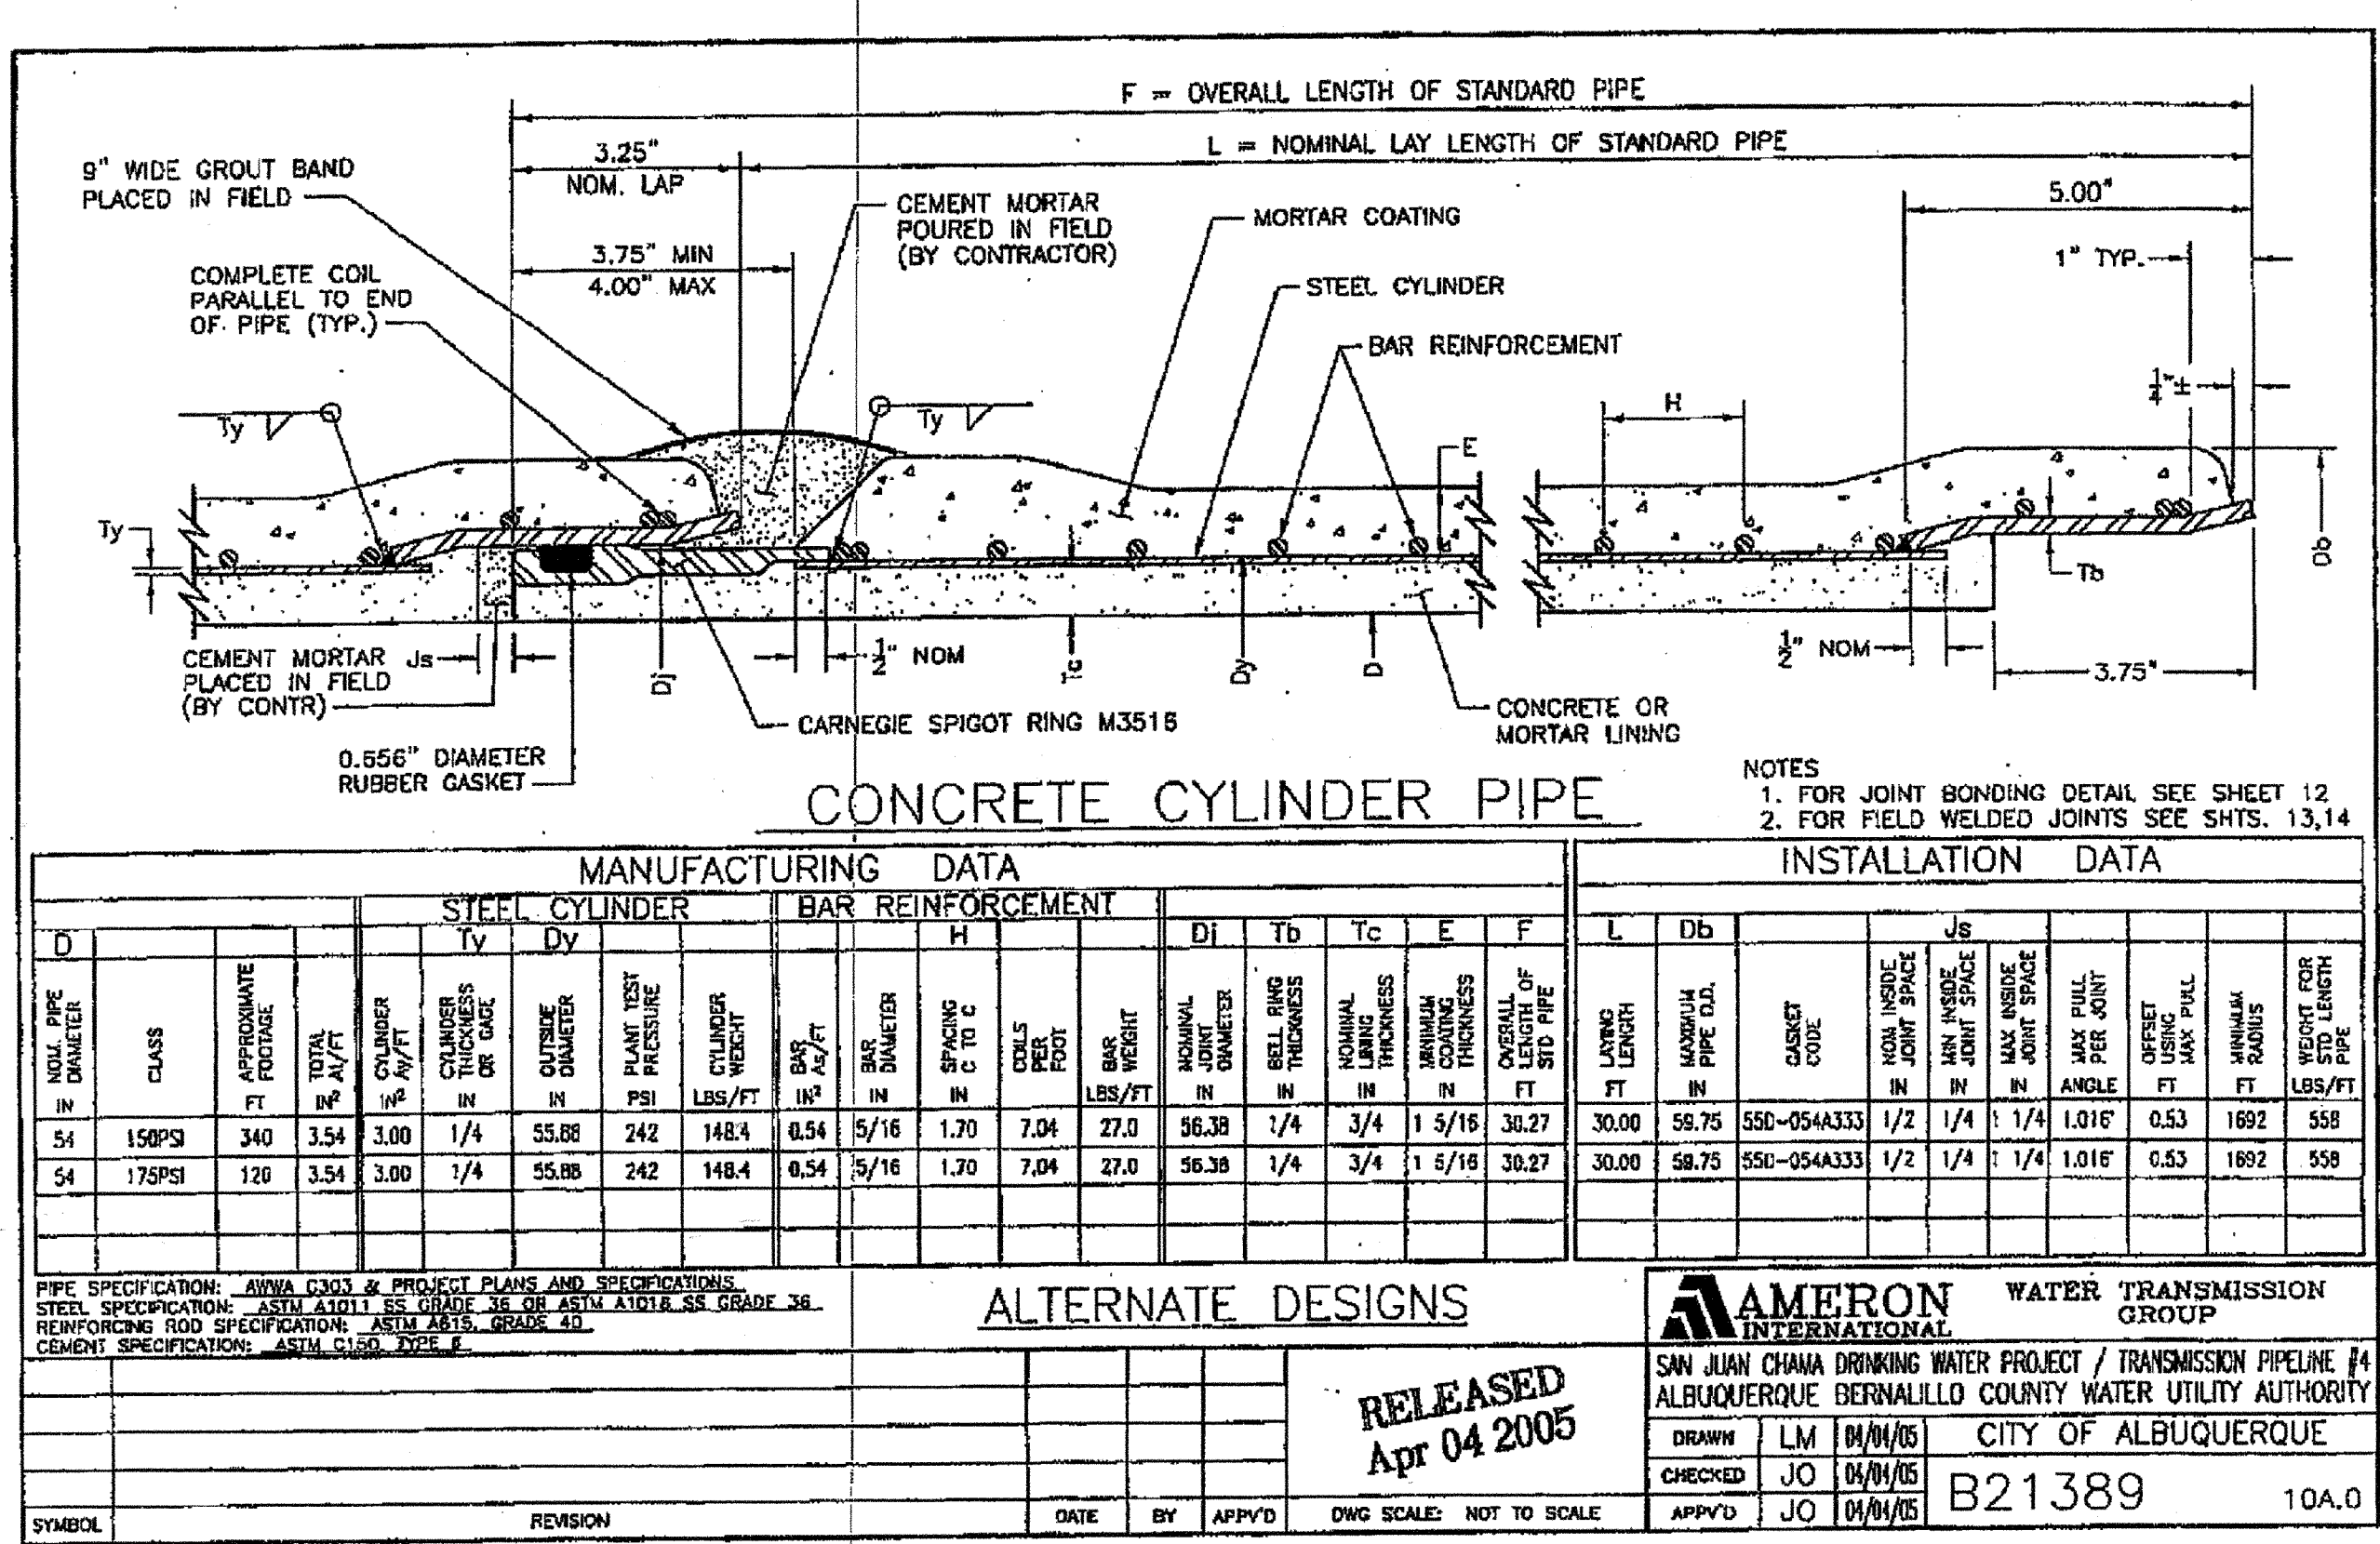 F = OVERALL LENGTH OF STANDARD PIPE
L = NOMINAL LAY LENGTH OF STANDARD PIPE
3.25"
NOM. LAP
9" WIDE GROUT BAND
PLACED IN FIELD
3.75" MIN
4.00" MAX
CEMENT MORTAR
POURED IN FIELD
(BY CONTRACTOR)
MORTAR COATING
5.00"
1" TYP.
COMPLETE COIL
PARALLEL TO END
OF PIPE (TYP.)
STEEL CYLINDER
BAR REINFORCEMENT
1/4"±
H
Ty
Ty
E
Ty
Tb
Db
CEMENT MORTAR
PLACED IN FIELD
(BY CONTR)
Js
Dj
1/2" NOM
Tc
Dy
D
1/2" NOM
3.75"
CARNEGIE SPIGOT RING M3516
CONCRETE OR
MORTAR LINING
DIAMETER
RUBBER GASKET
CONCRETE CYLINDER PIPE
NOTES
1. FOR JOINT BONDING DETAIL SEE SHEET 12
2. FOR FIELD WELDED JOINTS SEE SHTS. 13,14
MANUFACTURING DATA
INSTALLATION DATA
STEEL CYLINDER BAR REINFORCEMENT
D Ty Dy H Dj Tb Tc E F L Db Js
NOM. PIPE DIAMETER
CLASS
APPROXIMATE FOOTAGE
TOTAL At/FT
CYLINDER Ay/FT
CYLINDER THICKNESS OR GAGE
OUTSIDE DIAMETER
PLANT TEST PRESSURE
CYLINDER WEIGHT
BAR As/FT
BAR DIAMETER
SPACING C TO C
COILS PER FOOT
BAR WEIGHT
NOMINAL JOINT DIAMETER
BELL RING THICKNESS
NOMINAL LINING THICKNESS
MINIMUM COATING THICKNESS
OVERALL LENGTH OF STD PIPE
LAYING LENGTH
MAXIMUM PIPE O.D.
GASKET CODE
NOM INSIDE JOINT SPACE
MIN INSIDE JOINT SPACE
MAX INSIDE JOINT SPACE
MAX PULL PER JOINT
OFFSET USING MAX PULL
MINIMUM RADIUS
WEIGHT FOR STD LENGTH PIPE
IN FT IN² IN² IN IN PSI LBS/FT IN² IN IN LBS/FT IN IN IN IN FT FT IN IN IN IN ANGLE FT FT LBS/FT
54 150PSI 340 3.54 3.00 1/4 55.88 242 148.4 0.54 5/16 1.70 7.04 27.0 56.38 1/4 3/4 1 5/16 30.27 30.00 59.75 55D-054A333 1/2 1/4 1 1/4 1.016° 0.53 1692 558
54 175PSI 120 3.54 3.00 1/4 55.88 242 148.4 0.54 5/16 1.70 7.04 27.0 56.38 1/4 3/4 1 5/16 30.27 30.00 59.75 55D-054A333 1/2 1/4 1 1/4 1.016° 0.53 1692 558
PIPE SPECIFICATION: AWWA C303 & PROJECT PLANS AND SPECIFICATIONS
STEEL SPECIFICATION: ASTM A1011 SS GRADE 36 OR ASTM A1018 SS GRADE 36
REINFORCING ROD SPECIFICATION: ASTM A615, GRADE 40
CEMENT SPECIFICATION: ASTM C150, TYPE
ALTERNATE DESIGNS
AMERON
INTERNATIONAL
WATER TRANSMISSION
GROUP
SAN JUAN CHAMA DRINKING WATER PROJECT / TRANSMISSION PIPELINE #4
ALBUQUERQUE BERNALILLO COUNTY WATER UTILITY AUTHORITY
RELEASED
Apr 04 2005
DRAWN LM 04/04/05
CITY OF ALBUQUERQUE
CHECKED JO 04/04/05
B21389
10A.0
APPV'D JO 04/04/05
SYMBOL REVISION DATE BY APPV'D DWG SCALE: NOT TO SCALE